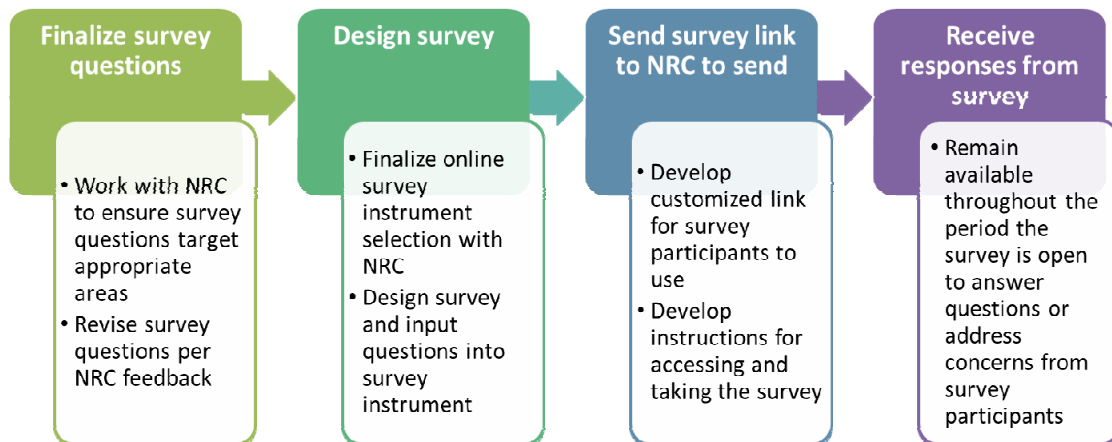 Finalize survey
questions
• Work with NRC
to ensure survey
questions target
appropriate
areas
• Revise survey
questions per
NRC feedback
Design survey
• Finalize online
survey
instrument
selection with
NRC
• Design survey
and input
questions into
survey
instrument
Send survey link
to NRC to send
• Develop
customized link
for survey
participants to
use
• Develop
instructions for
accessing and
taking the survey
Receive
responses from
survey
• Remain
available
throughout the
period the
survey is open
to answer
questions or
address
concerns from
survey
participants